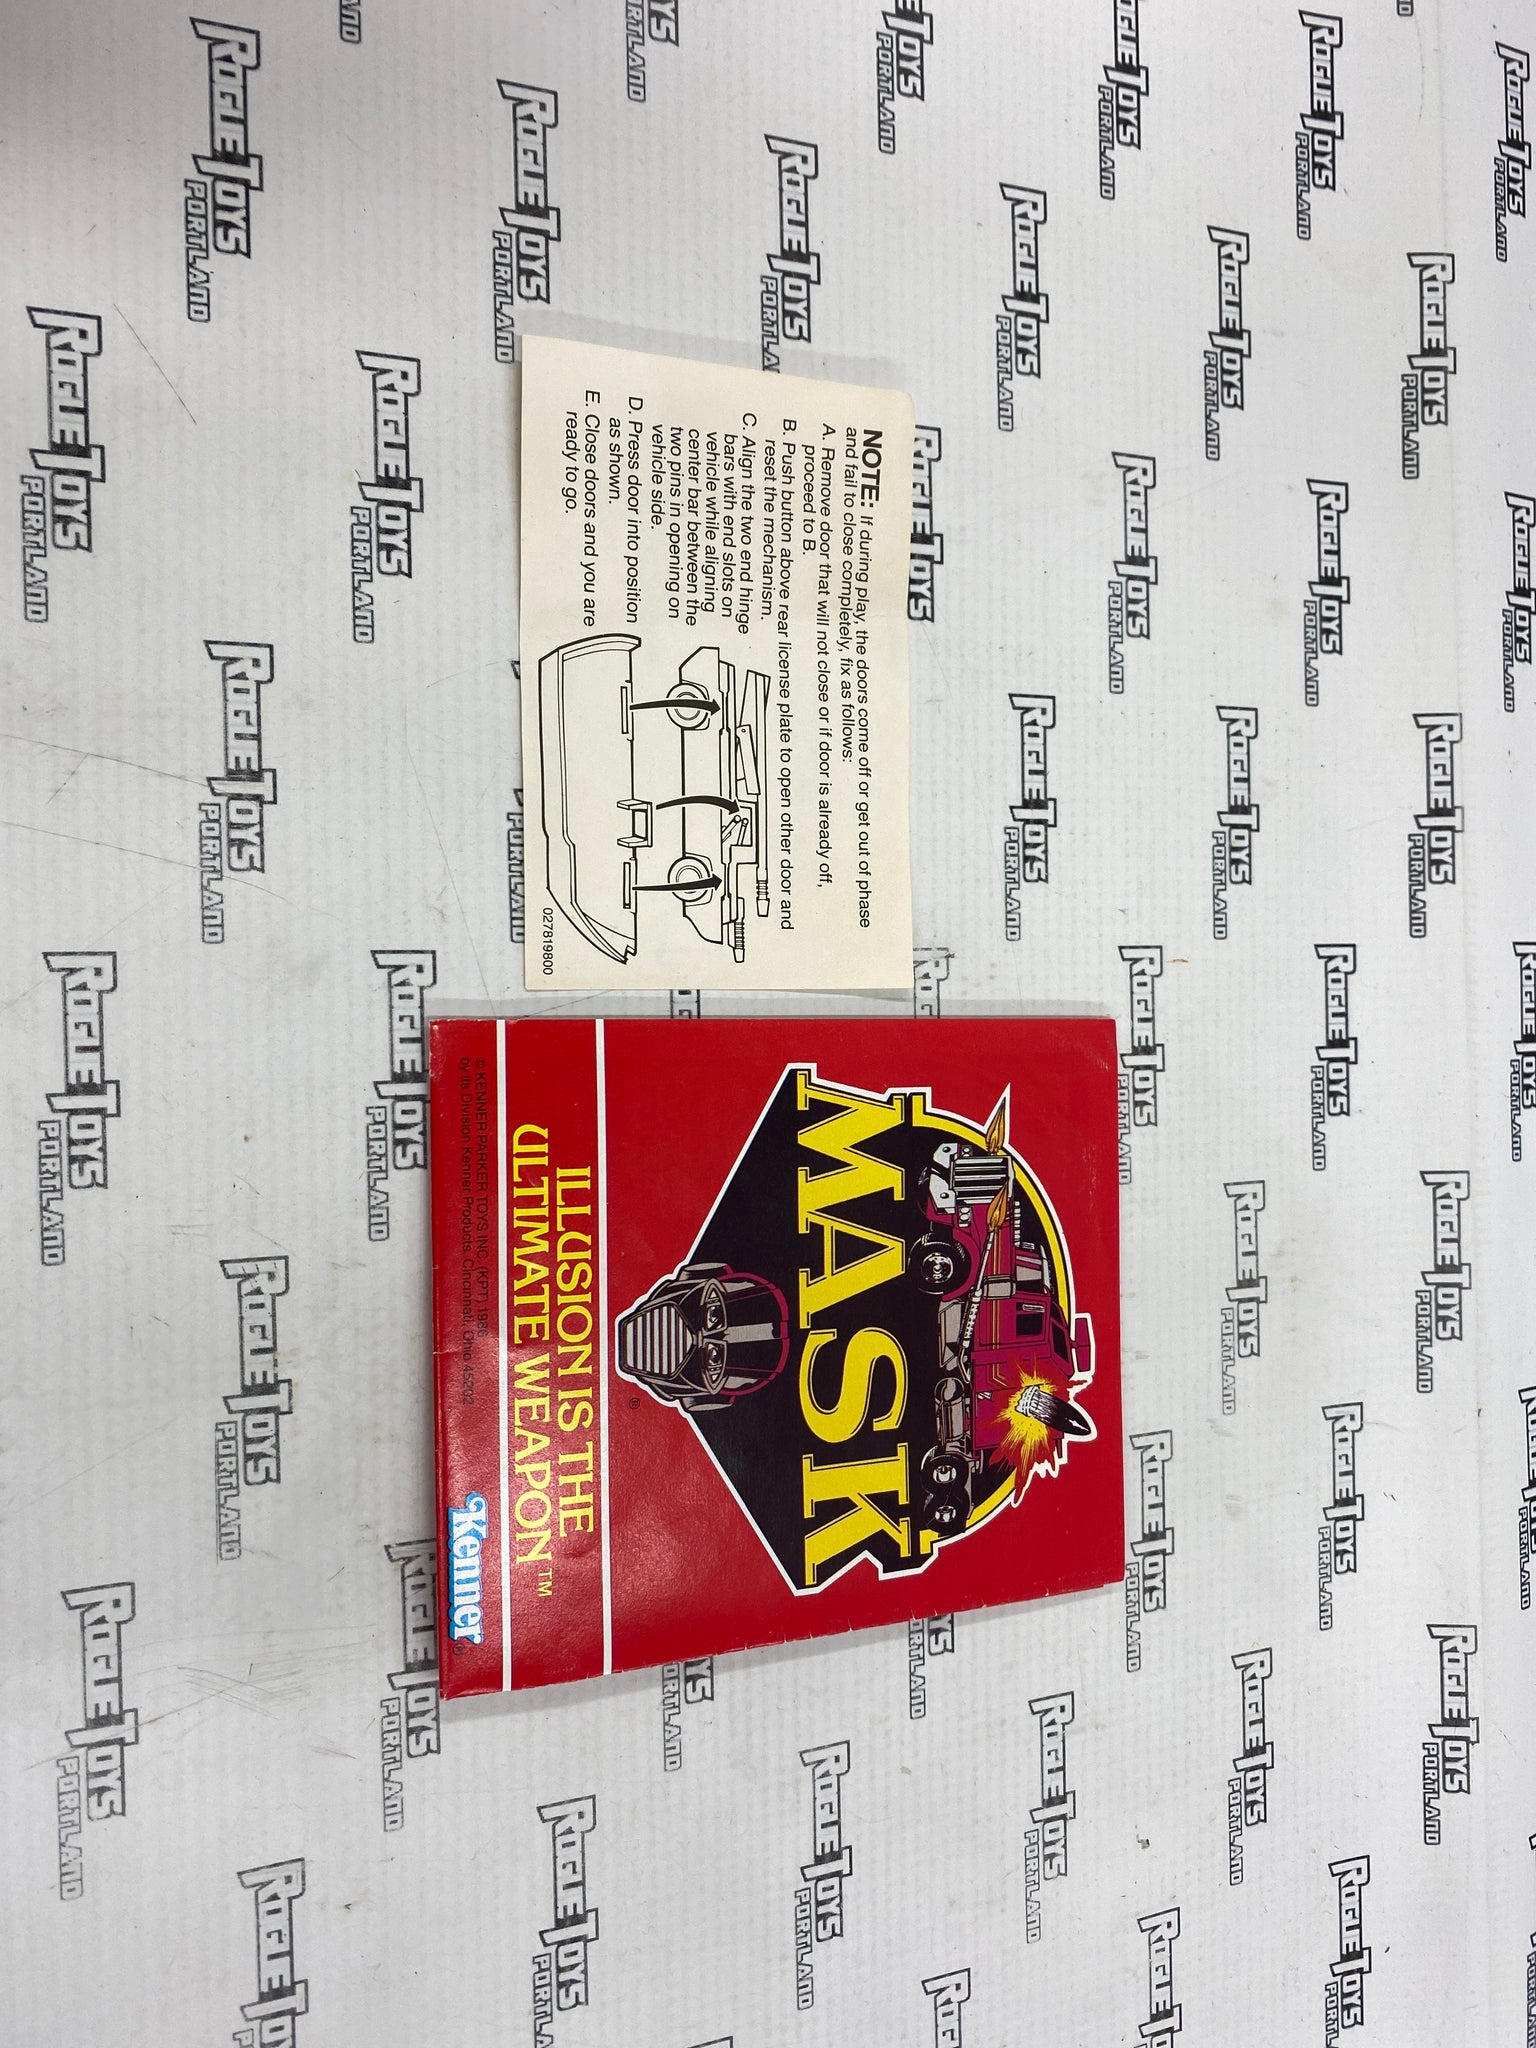 NOTE: If during play, the doors come off or get out of phase
and fail to close completely, fix as follows:
A. Remove door that will not close or if door is already off,
proceed to B.
B. Push button above rear license plate to open other door and
reset the mechanism.
C. Align the two end hinge
bars with end slots on
vehicle while aligning
center bar between the
two pins in opening on
vehicle side.
D. Press door into position
as shown.
E. Close doors and you are
ready to go.
027819800
MASK
®
ILLUSION IS THE
ULTIMATE WEAPON™
© KENNER PARKER TOYS INC. (KPT) 1986
by its Division Kenner Products, Cincinnati, Ohio 45202
Kenner®
ROGUE TOYS
PORTLAND